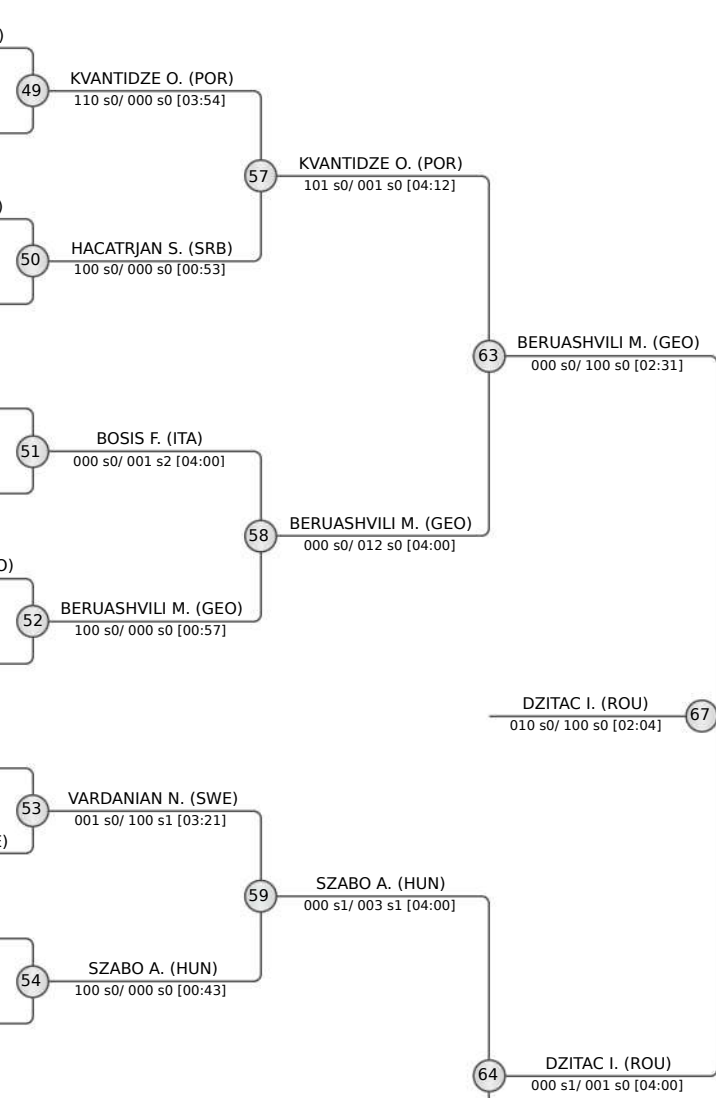 )
49
KVANTIDZE O. (POR)
110 s0/ 000 s0 [03:54]
57
KVANTIDZE O. (POR)
101 s0/ 001 s0 [04:12]
)
50
HACATRJAN S. (SRB)
100 s0/ 000 s0 [00:53]
63
BERUASHVILI M. (GEO)
000 s0/ 100 s0 [02:31]
51
BOSIS F. (ITA)
000 s0/ 001 s2 [04:00]
58
BERUASHVILI M. (GEO)
000 s0/ 012 s0 [04:00]
O)
52
BERUASHVILI M. (GEO)
100 s0/ 000 s0 [00:57]
DZITAC I. (ROU)
010 s0/ 100 s0 [02:04]
67
53
VARDANIAN N. (SWE)
001 s0/ 100 s1 [03:21]
E)
59
SZABO A. (HUN)
000 s1/ 003 s1 [04:00]
54
SZABO A. (HUN)
100 s0/ 000 s0 [00:43]
64
DZITAC I. (ROU)
000 s1/ 001 s0 [04:00]